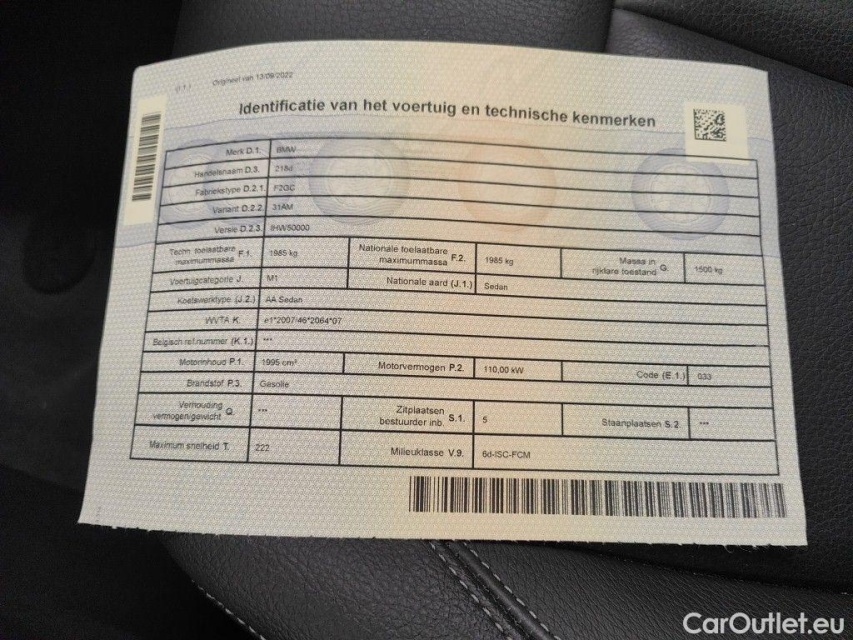 0.1.1 Origineel van 13/09/2022
Identificatie van het voertuig en technische kenmerken
Merk D.1. BMW
Handelsnaam D.3. 218d
Fabriekstype D.2.1. F2GC
Variant D.2.2. 31AM
Versie D.2.3. IHW50000
Techn. toelaatbare maximummassa F.1. 1985 kg Nationale toelaatbare maximummassa F.2. 1985 kg Massa in rijklare toestand G. 1500 kg
Voertuigcategorie J. M1 Nationale aard (J.1.) Sedan
Koetswerktype (J.2.) AA Sedan
WVTA K. e1*2007/46*2064*07
Belgisch ref.nummer (K.1.) ***
Motorinhoud P.1. 1995 cm³ Motorvermogen P.2. 110,00 kW Code (E.1.) 033
Brandstof P.3. Gasolie
Verhouding vermogen/gewicht Q. *** Zitplaatsen bestuurder inb. S.1. 5 Staanplaatsen S.2. ***
Maximum snelheid T. 222 Milieuklasse V.9. 6d-ISC-FCM
CarOutlet.eu